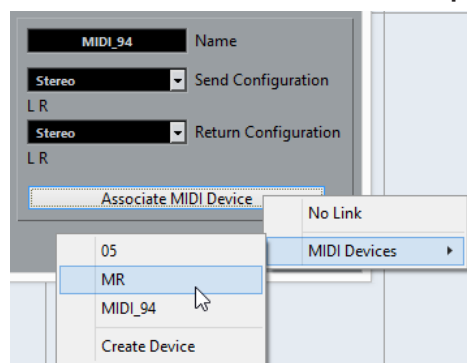 MIDI_94 Name
Stereo Send Configuration
L R
Stereo Return Configuration
L R
Associate MIDI Device
No Link
MIDI Devices
05
MR
MIDI_94
Create Device